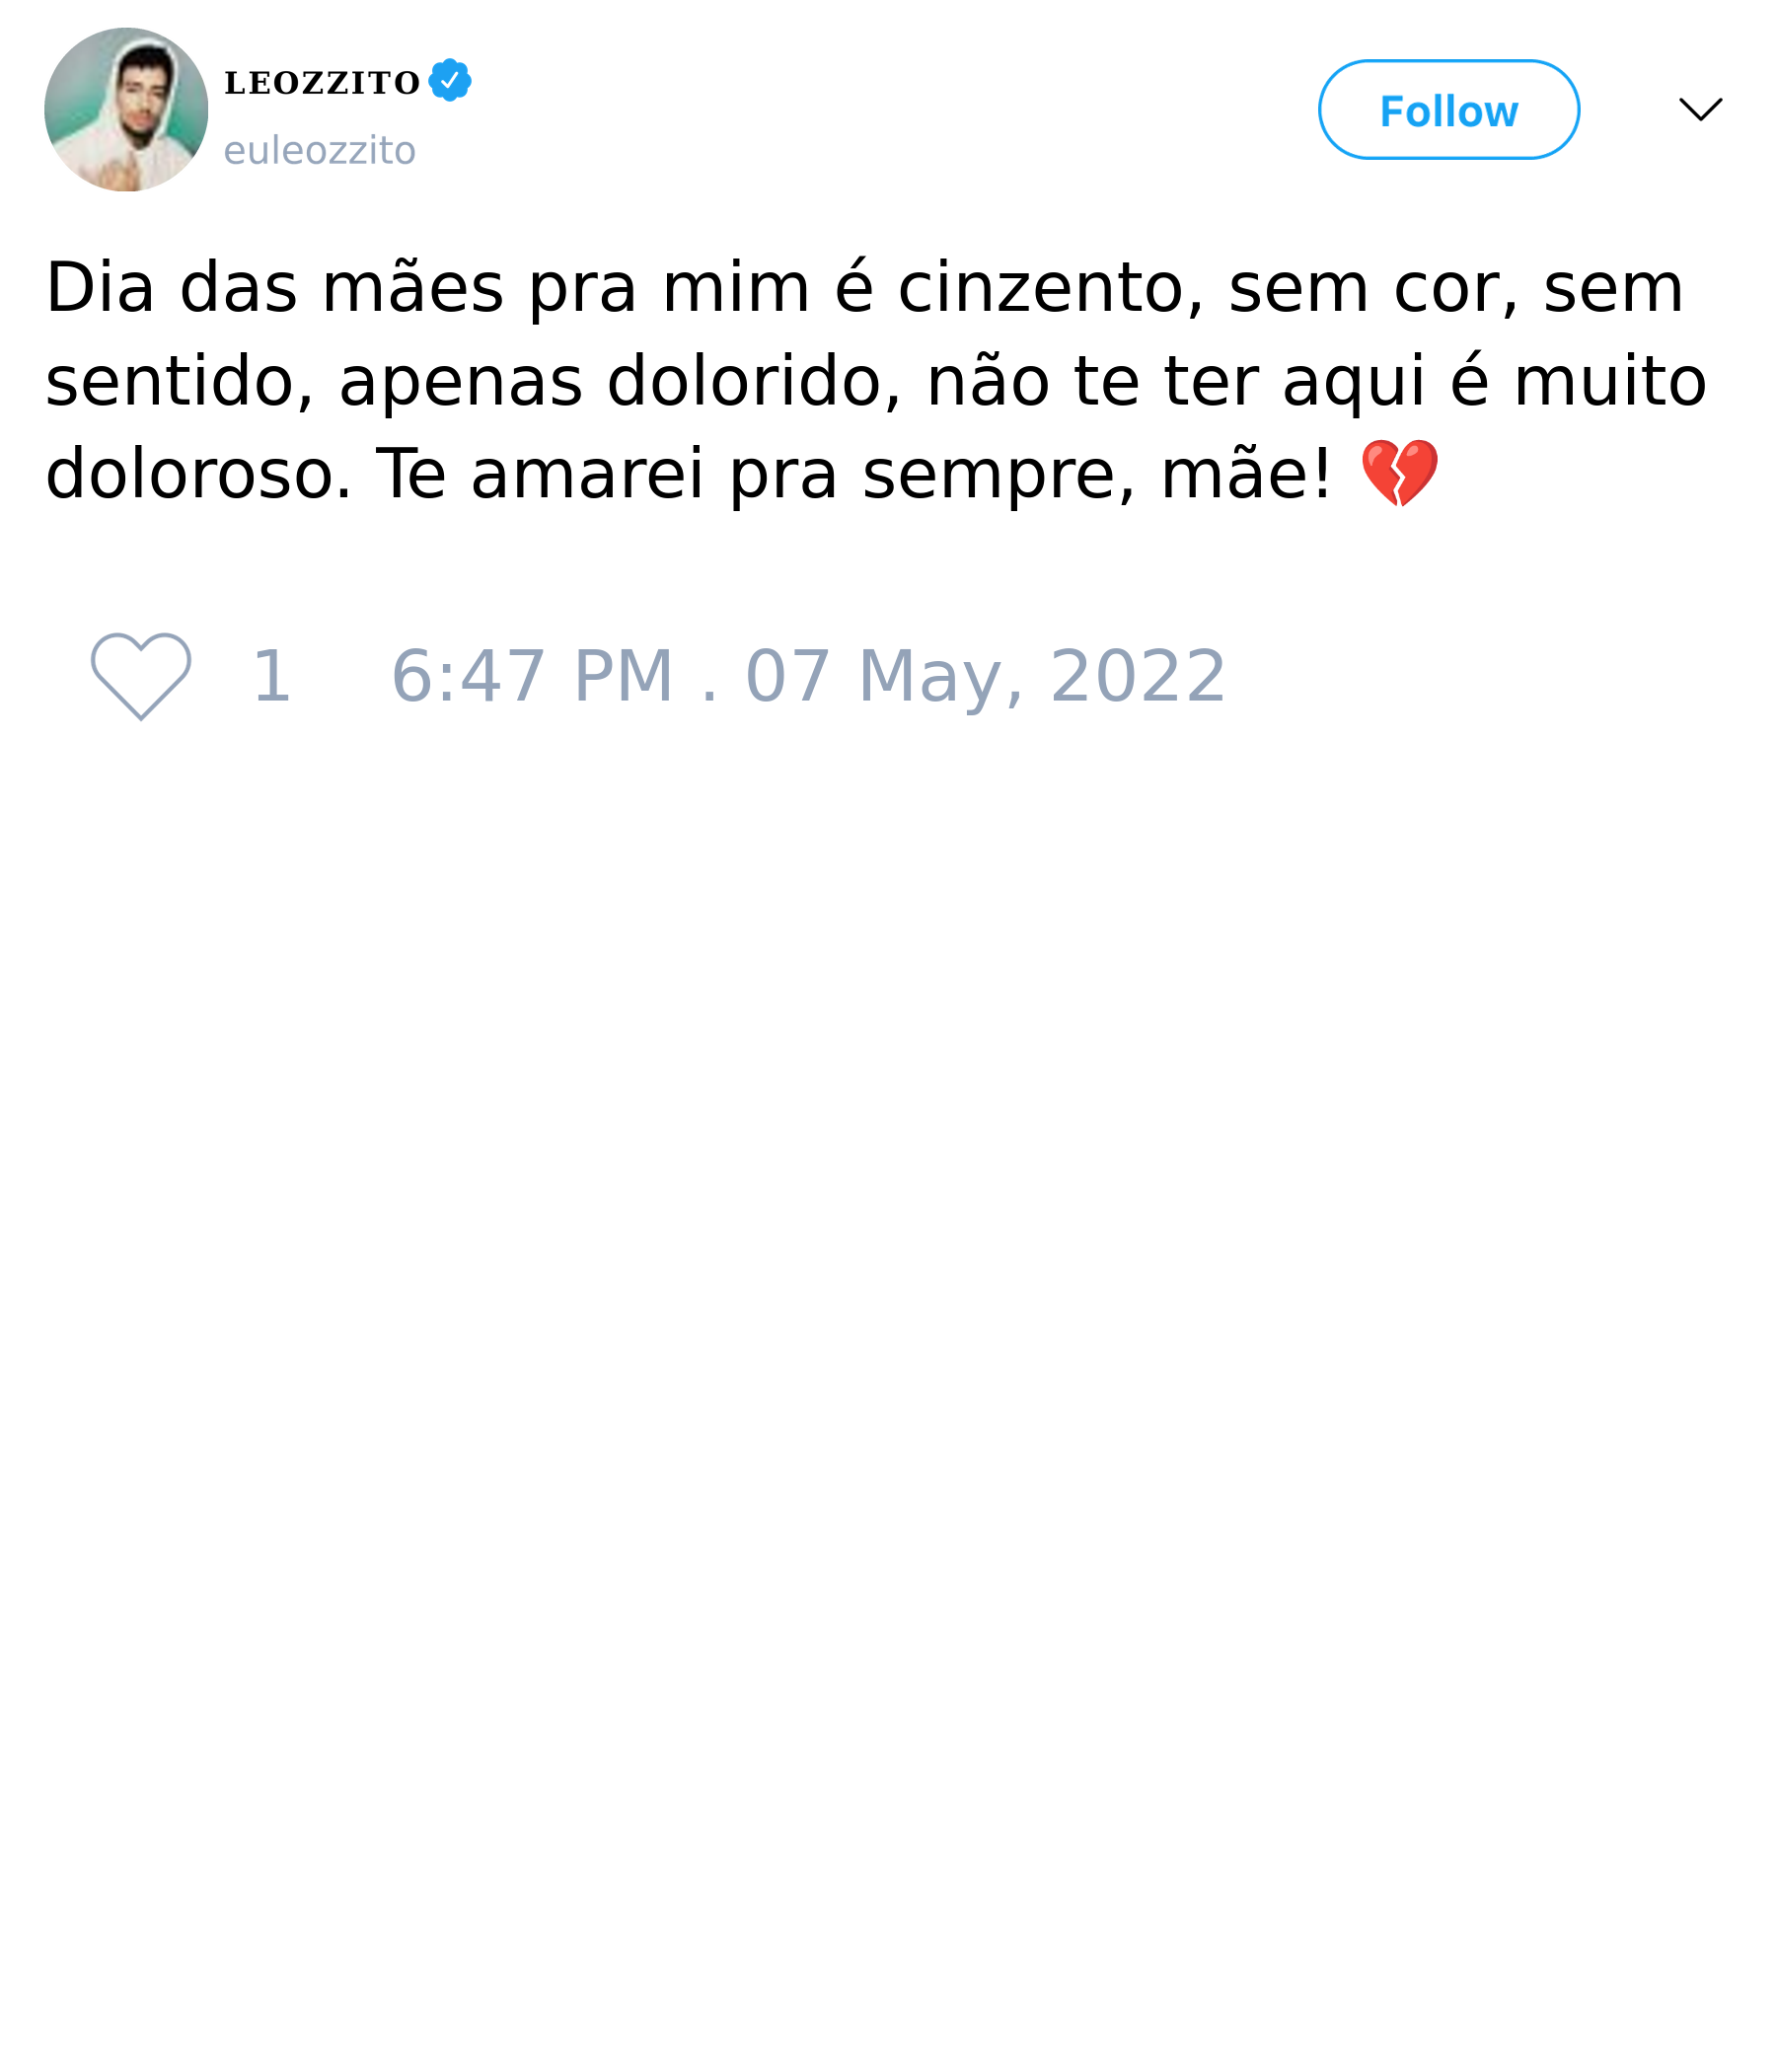 LEOZZITO
euleozzito
Follow
Dia das mães pra mim é cinzento, sem cor, sem
sentido, apenas dolorido, não te ter aqui é muito
doloroso. Te amarei pra sempre, mãe! 💔
1 6:47 PM . 07 May, 2022